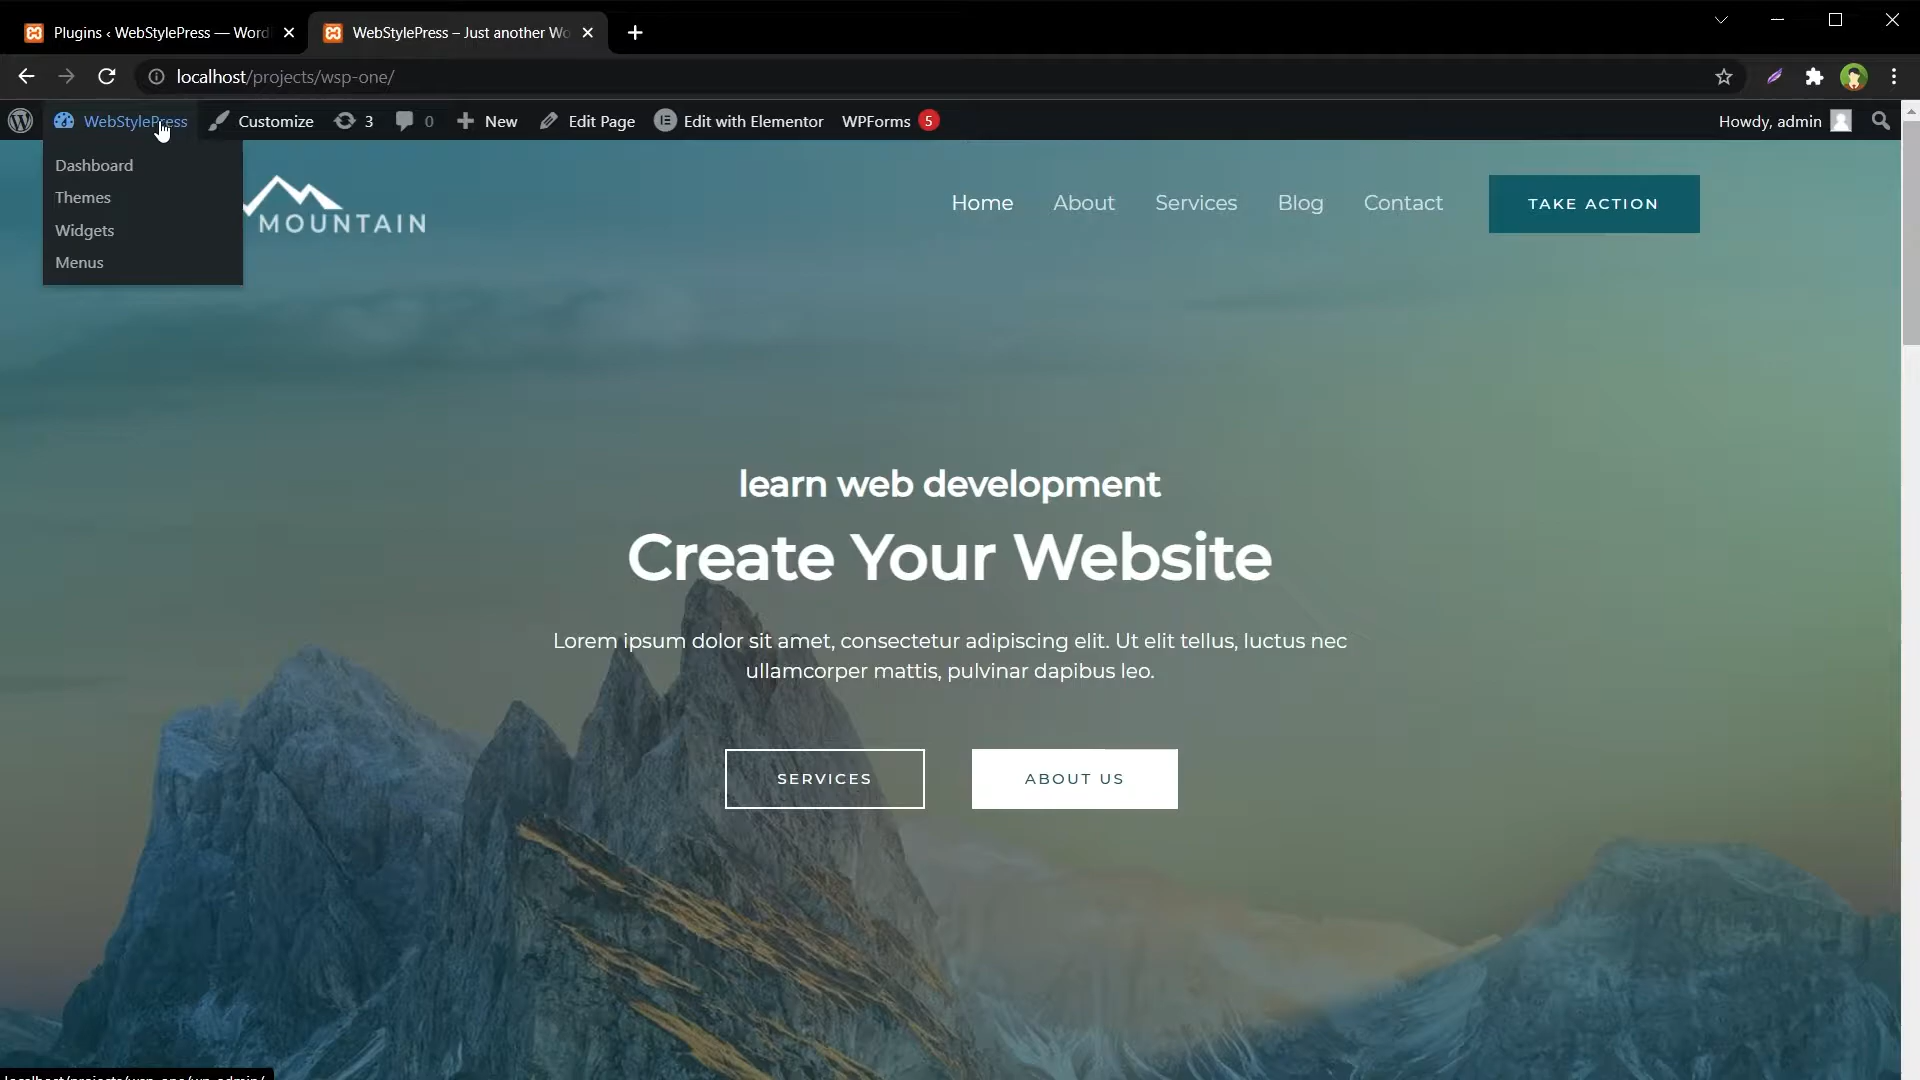 Plugins ‹ WebStylePress — Word
WebStylePress – Just another Wo
localhost/projects/wsp-one/
WebStylePress
Customize
3
0
New
Edit Page
Edit with Elementor
WPForms 5
Howdy, admin
Dashboard
Themes
Widgets
Menus
MOUNTAIN
Home
About
Services
Blog
Contact
TAKE ACTION
learn web development
Create Your Website
Lorem ipsum dolor sit amet, consectetur adipiscing elit. Ut elit tellus, luctus nec
ullamcorper mattis, pulvinar dapibus leo.
SERVICES
ABOUT US